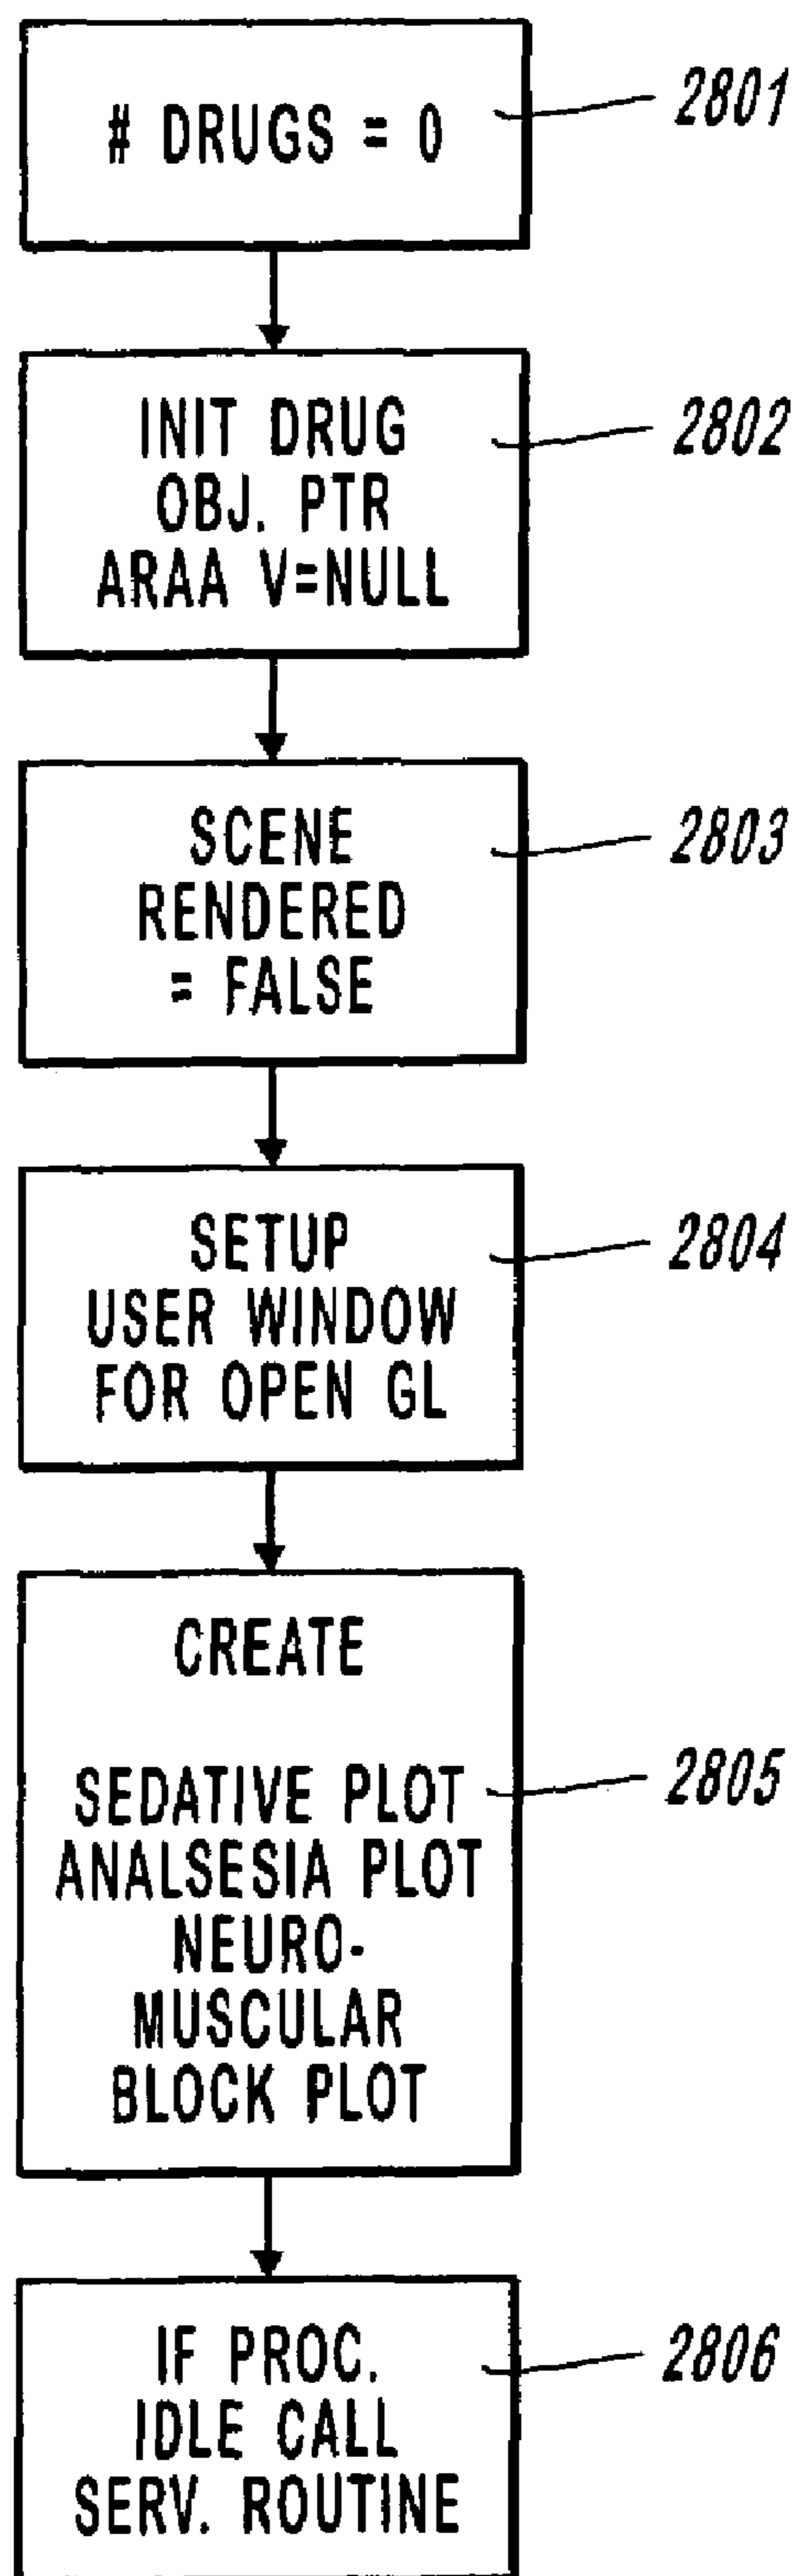 # DRUGS = 0
2801
INIT DRUG
OBJ. PTR
ARAA V=NULL
2802
SCENE
RENDERED
= FALSE
2803
SETUP
USER WINDOW
FOR OPEN GL
2804
CREATE
SEDATIVE PLOT
ANALSESIA PLOT
NEURO-
MUSCULAR
BLOCK PLOT
2805
IF PROC.
IDLE CALL
SERV. ROUTINE
2806